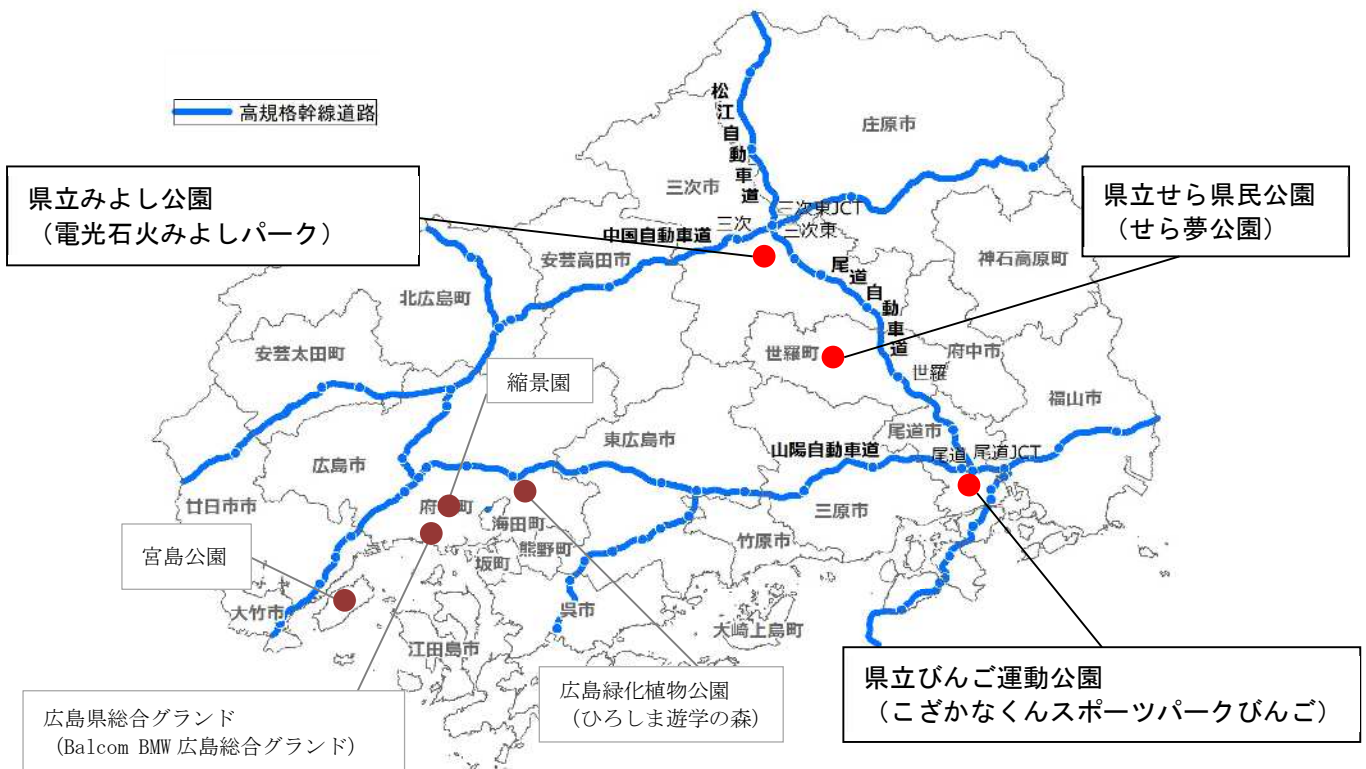 高規格幹線道路
松江自動車道
庄原市
県立みよし公園
（電光石火みよしパーク）
県立せら県民公園
（せら夢公園）
三次市
三次東JCT
三次
三次東
中国自動車道
安芸高田市
尾道自動車道
神石高原町
北広島町
安芸太田町
世羅町
府中市
世羅
縮景園
福山市
東広島市
尾道市
山陽自動車道
尾道
尾道JCT
広島市
廿日市市
府中町
海田町
三原市
宮島公園
熊野町
坂町
竹原市
大竹市
呉市
大崎上島町
江田島市
広島県総合グランド
（Balcom BMW 広島総合グランド）
広島緑化植物公園
（ひろしま遊学の森）
県立びんご運動公園
（こざかなくんスポーツパークびんご）